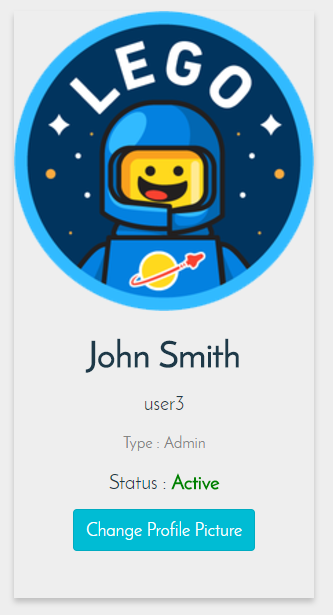 LEGO
John Smith
user3
Type : Admin
Status : Active
Change Profile Picture